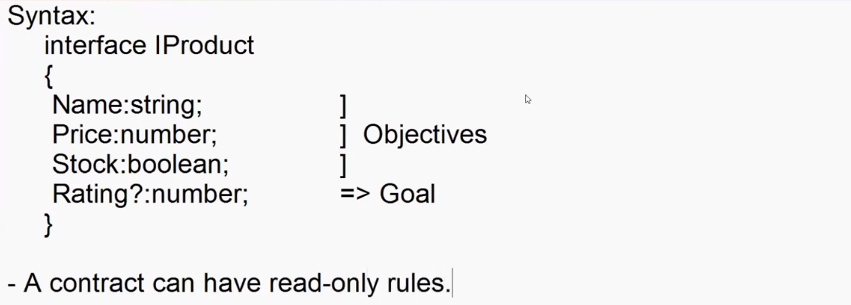 Syntax:
interface IProduct
{
Name:string; ]
Price:number; ] Objectives
Stock:boolean; ]
Rating?:number; => Goal
}
- A contract can have read-only rules.